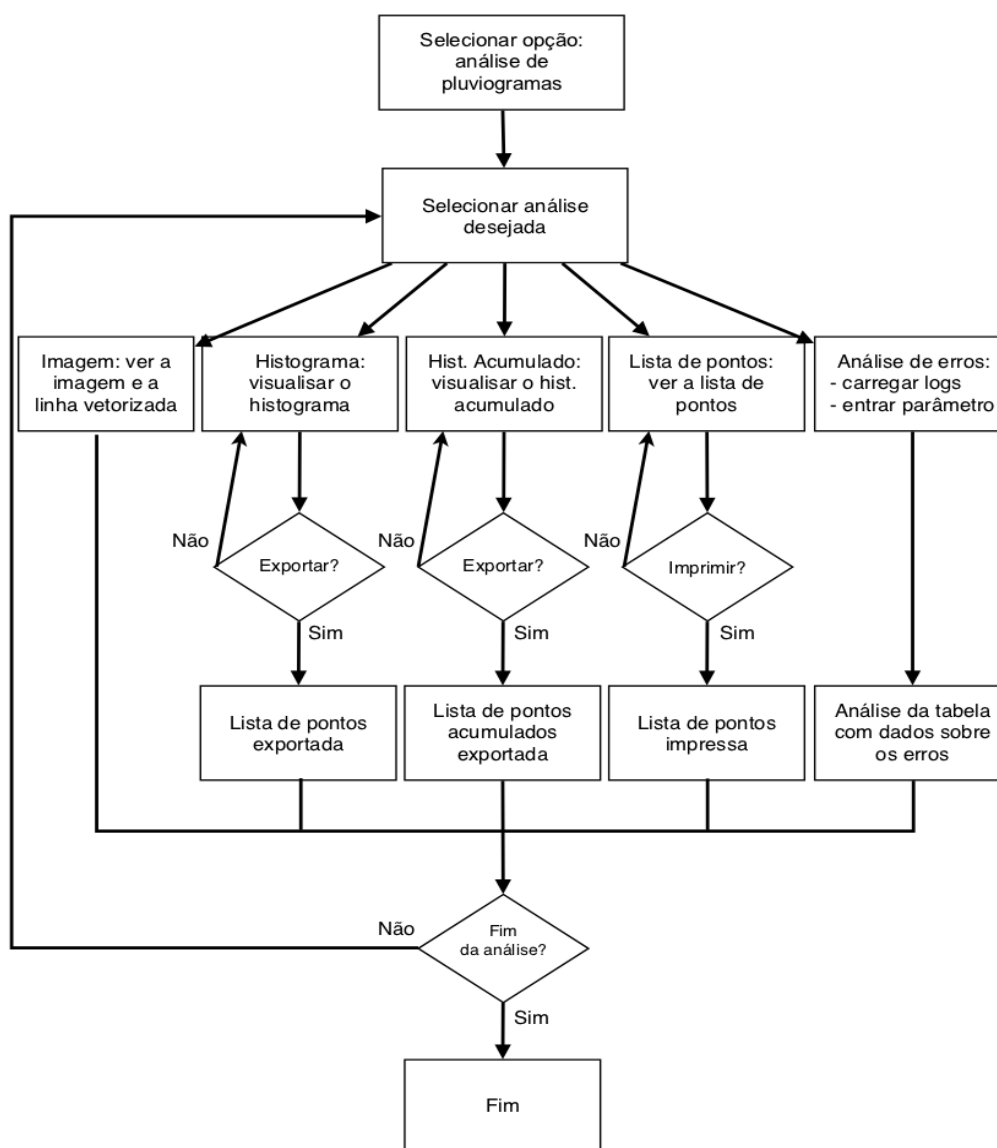 Selecionar opção:
análise de
pluviogramas
Selecionar análise
desejada
Imagem: ver a
imagem e a
linha vetorizada
Histograma:
visualisar o
histograma
Hist. Acumulado:
visualisar o hist.
acumulado
Lista de pontos:
ver a lista de
pontos
Análise de erros:
- carregar logs
- entrar parâmetro
Não
Exportar?
Sim
Não
Exportar?
Sim
Não
Imprimir?
Sim
Lista de pontos
exportada
Lista de pontos
acumulados
exportada
Lista de pontos
impressa
Análise da tabela
com dados sobre
os erros
Não
Fim
da análise?
Sim
Fim